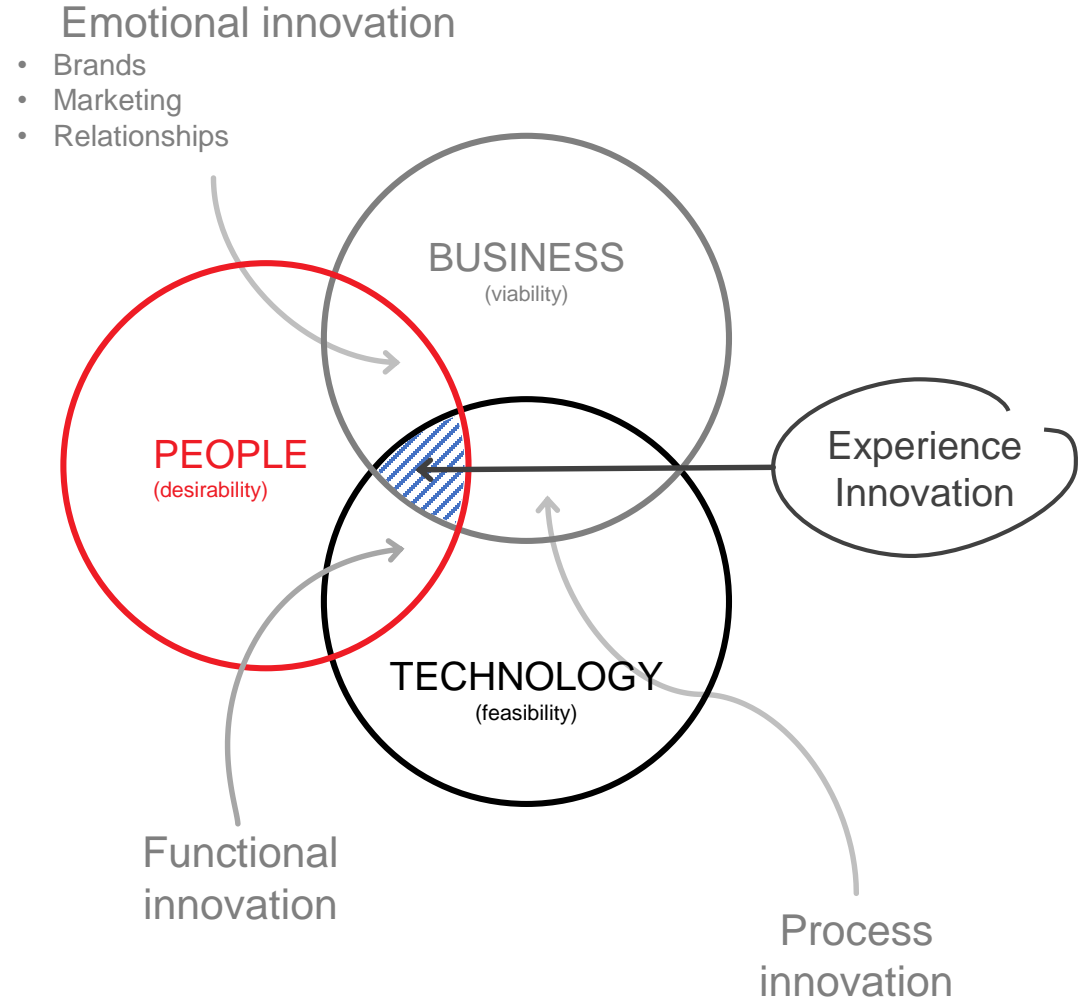 Emotional innovation
• Brands
• Marketing
• Relationships
BUSINESS
(viability)
PEOPLE
(desirability)
Experience
Innovation
TECHNOLOGY
(feasibility)
Functional
innovation
Process
innovation